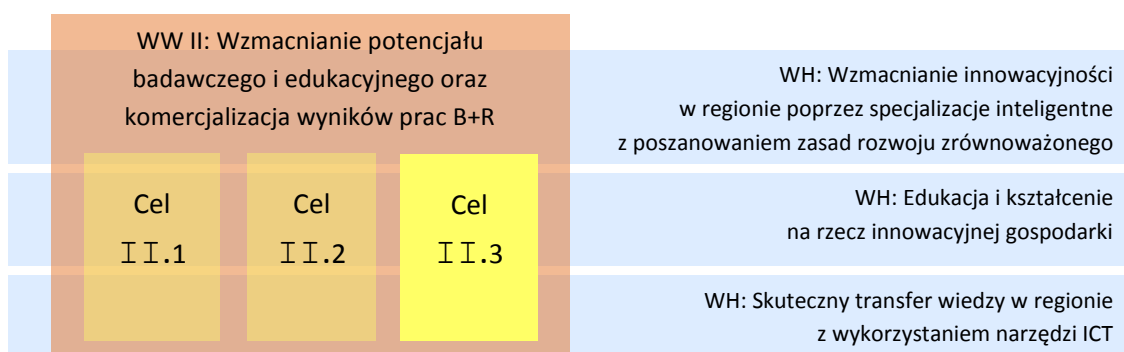 WW II: Wzmacnianie potencjału
badawczego i edukacyjnego oraz
komercjalizacja wyników prac B+R
Cel
II.1
Cel
II.2
Cel
II.3
WH: Wzmacnianie innowacyjności
w regionie poprzez specjalizacje inteligentne
z poszanowaniem zasad rozwoju zrównoważonego
WH: Edukacja i kształcenie
na rzecz innowacyjnej gospodarki
WH: Skuteczny transfer wiedzy w regionie
z wykorzystaniem narzędzi ICT